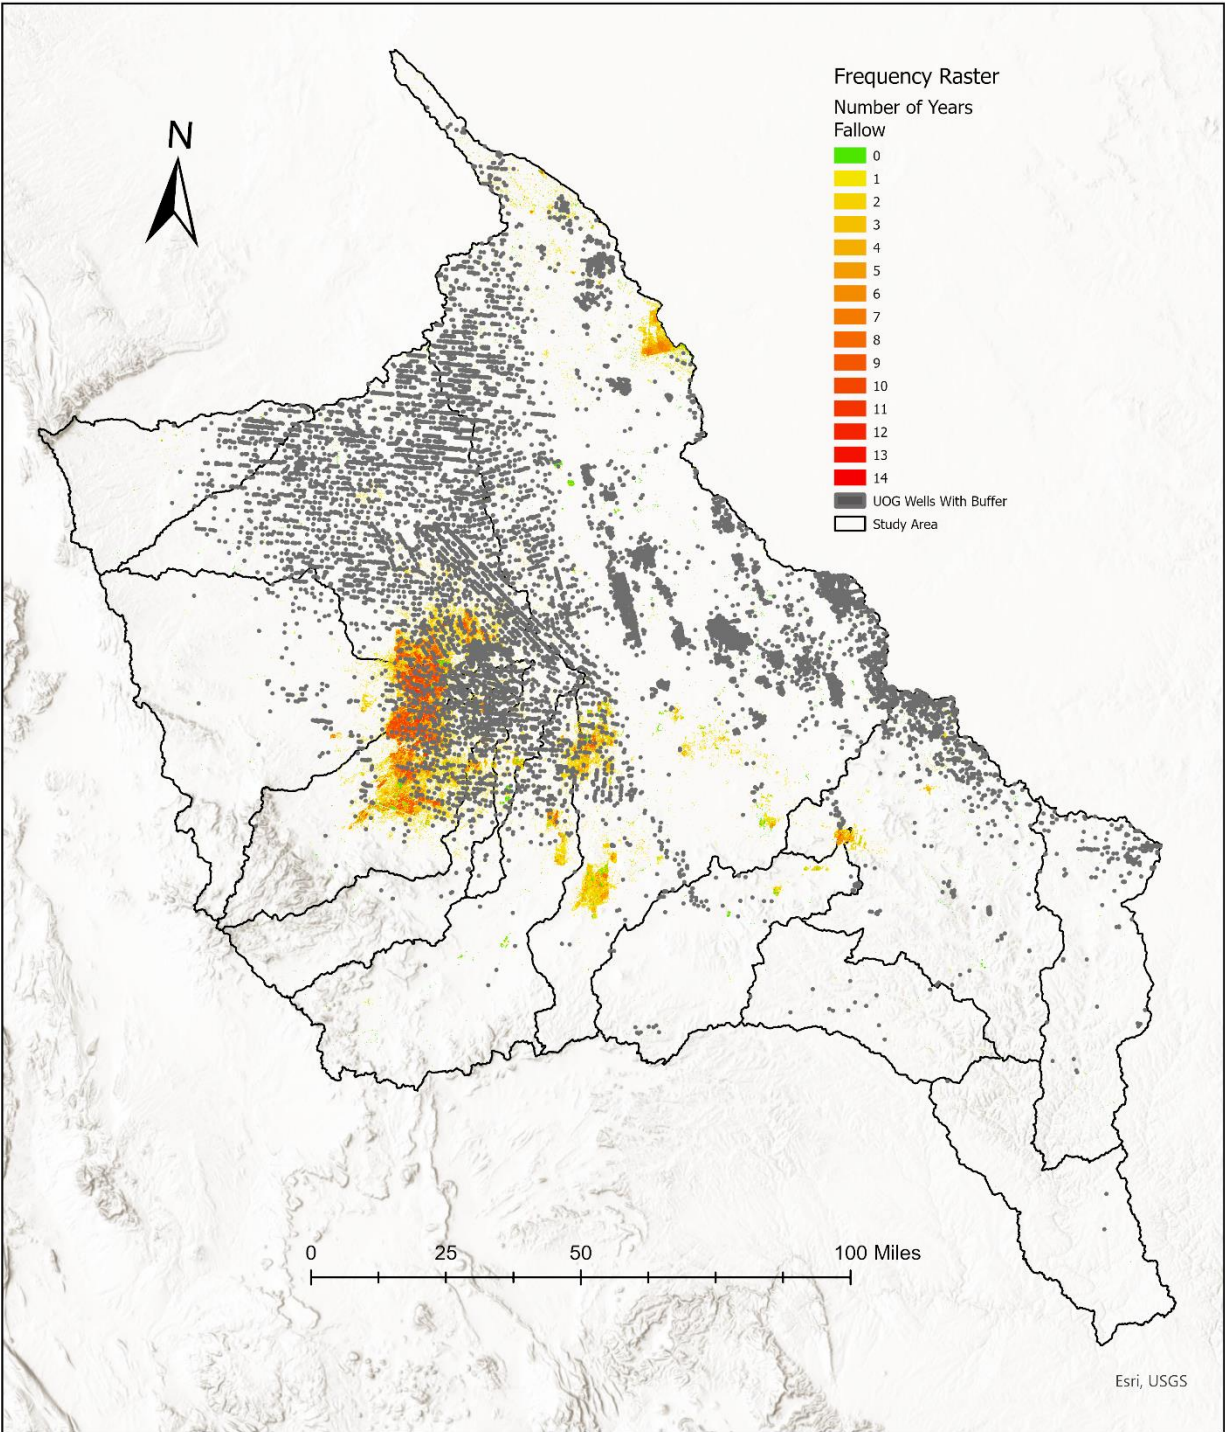 N
Frequency Raster
Number of Years
Fallow
0
1
2
3
4
5
6
7
8
9
10
11
12
13
14
UOG Wells With Buffer
Study Area
0 25 50 100 Miles
Esri, USGS